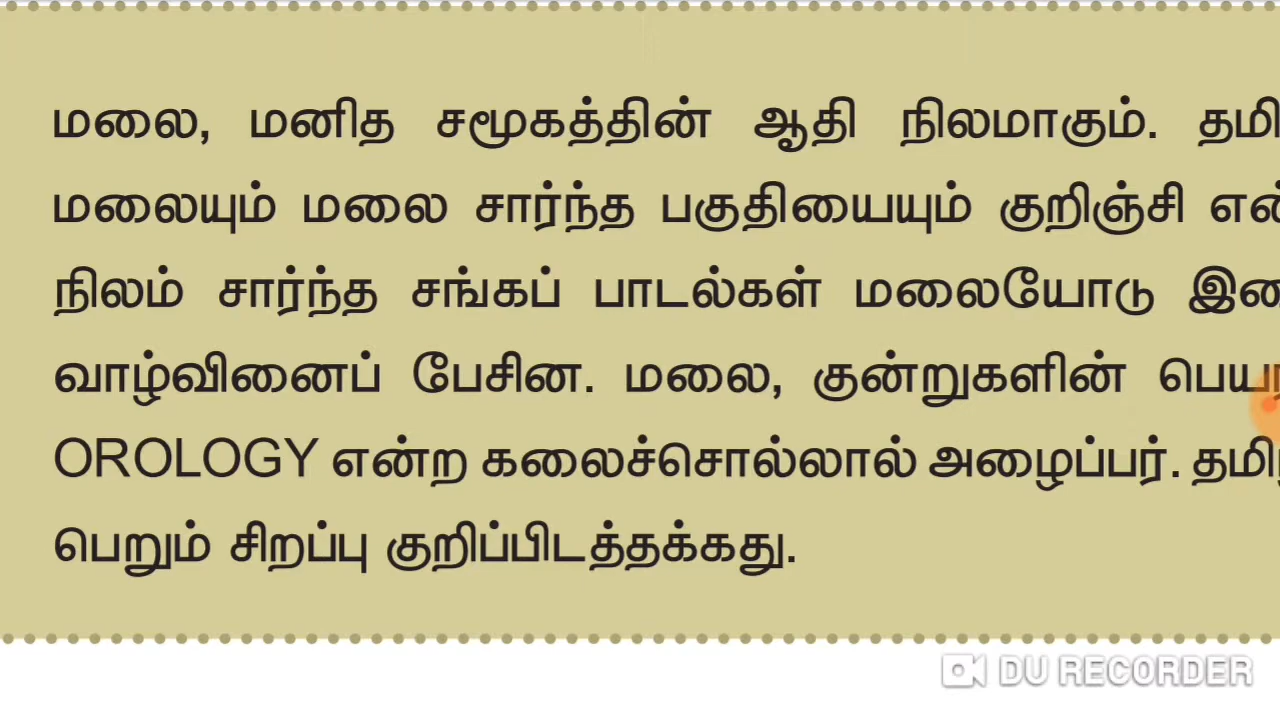 மலை, மனித சமூகத்தின் ஆதி நிலமாகும்.
மலையும் மலை சார்ந்த பகுதியையும் குறிஞ்சி
நிலம் சார்ந்த சங்கப் பாடல்கள் மலையோடு
வாழ்வினைப் பேசின. மலை, குன்றுகளின்
OROLOGY என்ற கலைச்சொல்லால் அழைப்பர்.
பெறும் சிறப்பு குறிப்பிடத்தக்கது.
DU RECORDER